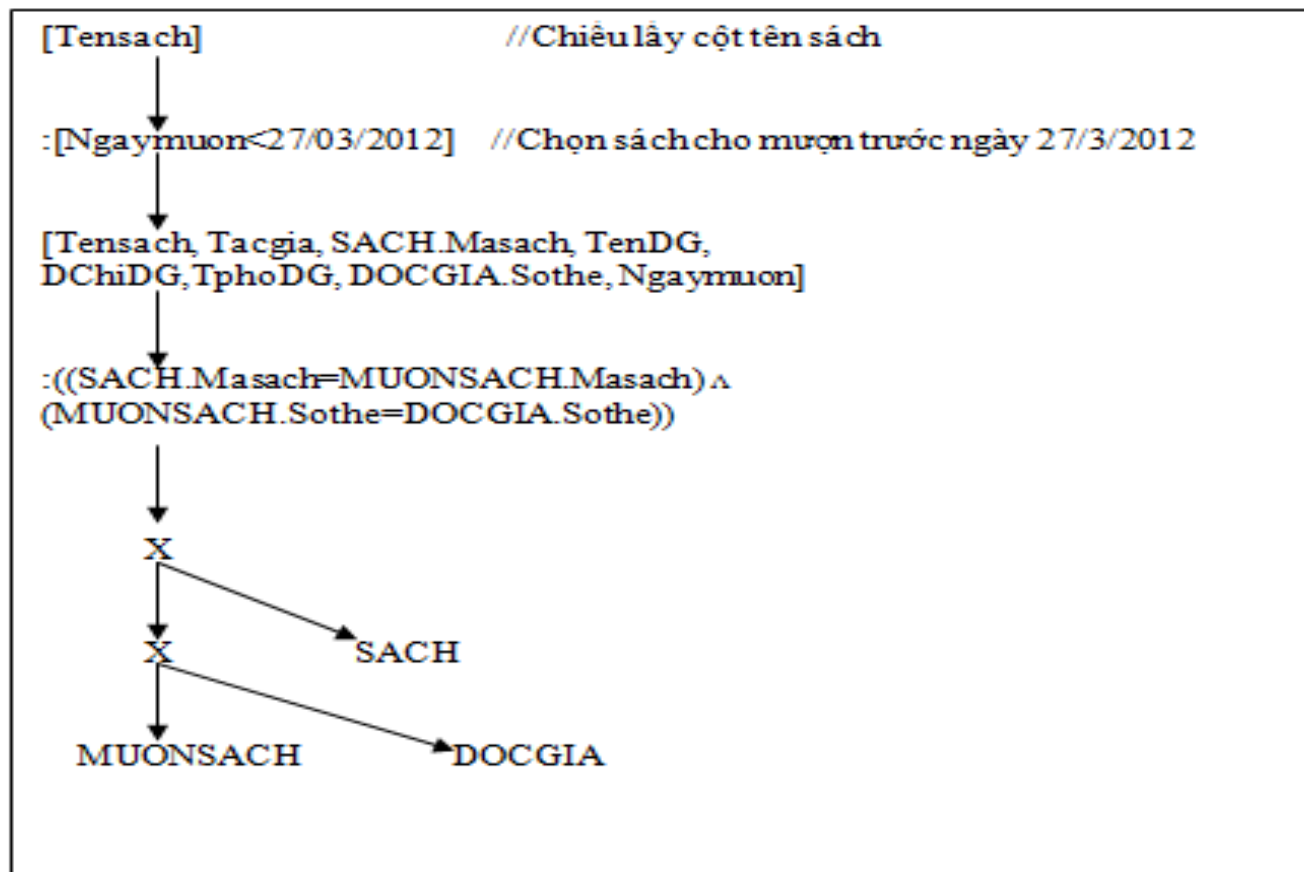 [Tensach] //Chiếu lấy cột tên sách
:[Ngaymuon<27/03/2012] //Chọn sách cho mượn trước ngày 27/3/2012
[Tensach, Tacgia, SACH.Masach, TenDG,
DChiDG,TphoDG, DOCGIA.Sothe, Ngaymuon]
:((SACH.Masach=MUONSACH.Masach) ∧
(MUONSACH.Sothe=DOCGIA.Sothe))
X
X SACH
MUONSACH DOCGIA